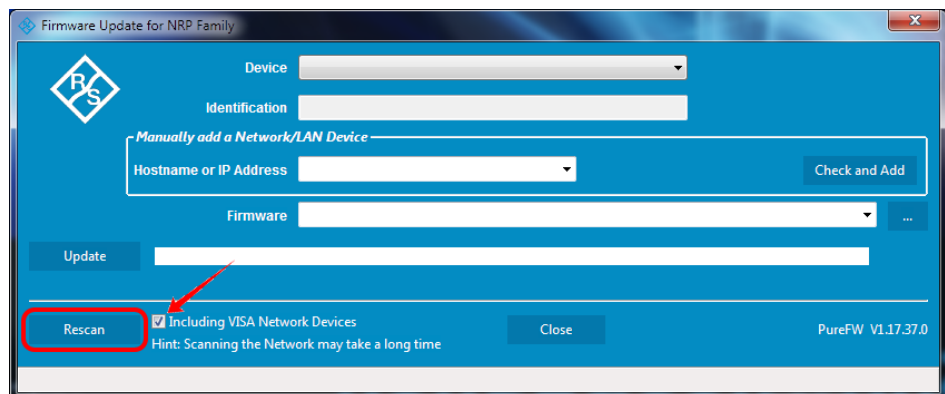 Firmware Update for NRP Family
R S
Device
Identification
Manually add a Network/LAN Device
Hostname or IP Address
Check and Add
Firmware
...
Update
Rescan
Including VISA Network Devices
Hint: Scanning the Network may take a long time
Close
PureFW V1.17.37.0